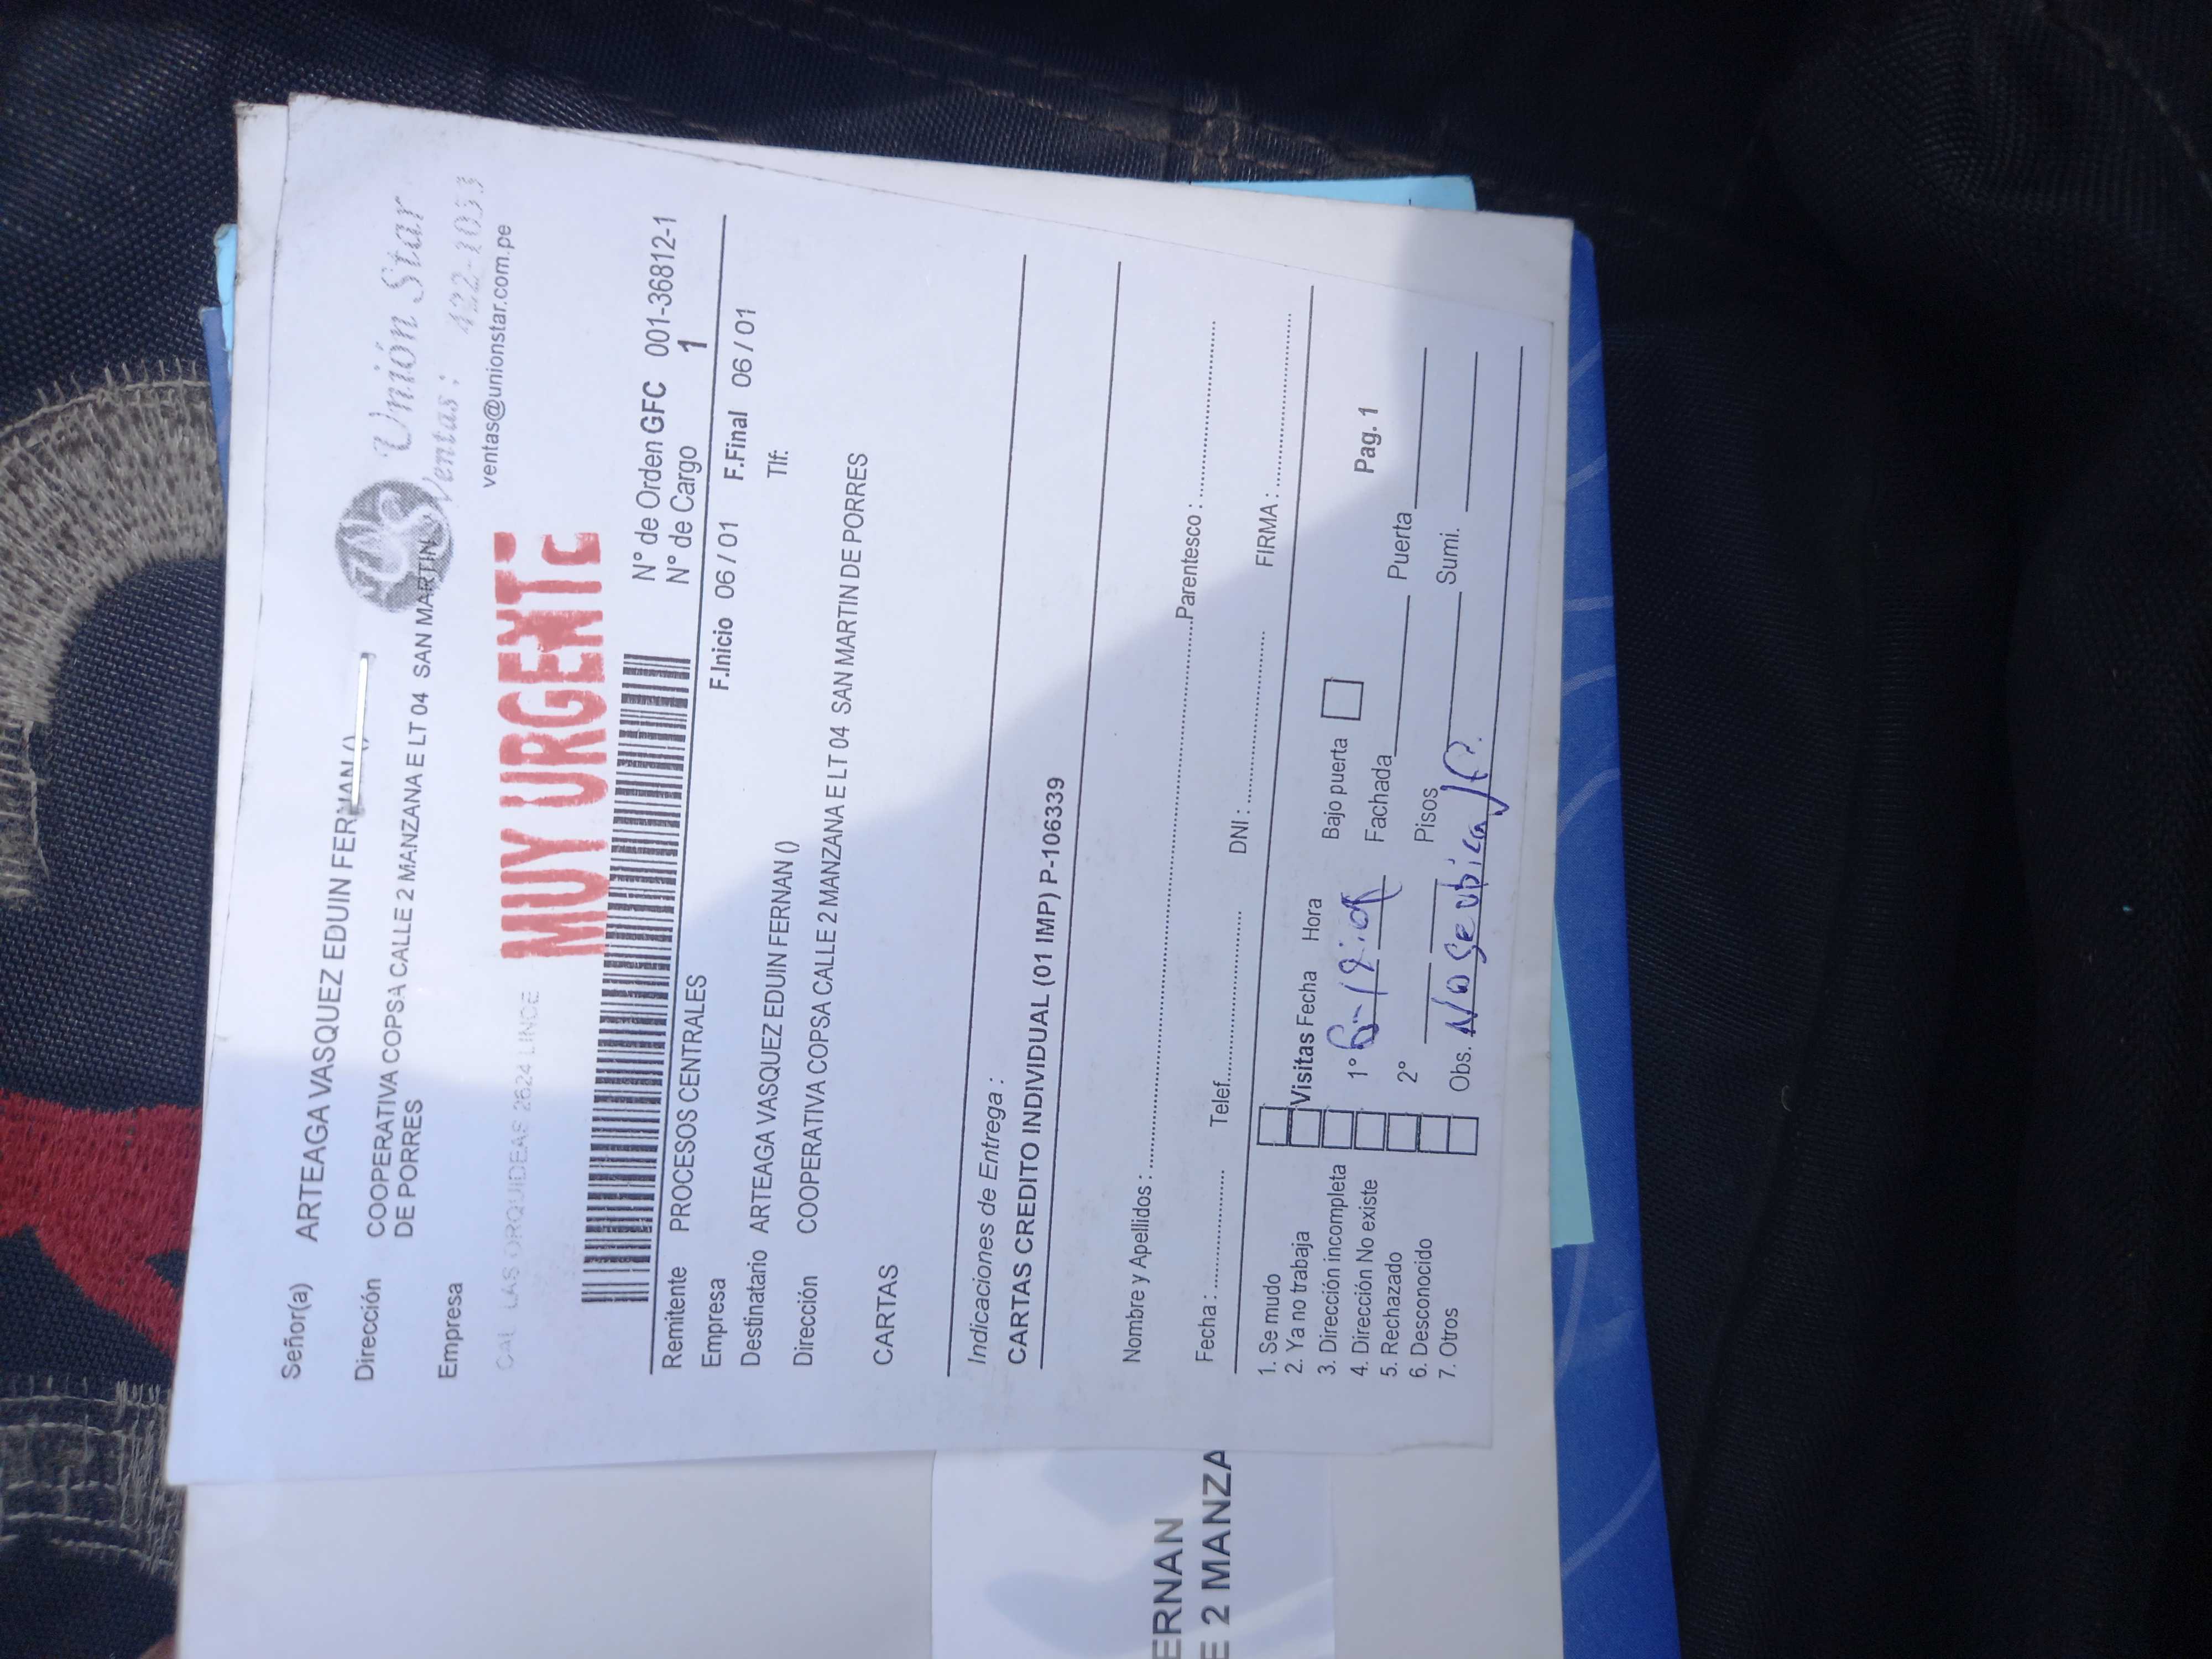 Señor(a) ARTEAGA VASQUEZ EDUIN FERNAN ()
Unión Star
Dirección COOPERATIVA COPSA CALLE 2 MANZANA E LT 04 SAN MARTIN
DE PORRES
Ventas: 422-1053
Empresa
ventas@unionstar.com.pe
CAL LAS ORQUIDEAS 2624 LINCE
MUY URGENTE
N° de Orden GFC 001-36812-1
N° de Cargo 1
Remitente PROCESOS CENTRALES
Empresa
F.Inicio 06 / 01 F.Final 06 / 01
Destinatario ARTEAGA VASQUEZ EDUIN FERNAN ()
Tlf:
Dirección COOPERATIVA COPSA CALLE 2 MANZANA E LT 04 SAN MARTIN DE PORRES
CARTAS
Indicaciones de Entrega :
CARTAS CREDITO INDIVIDUAL (01 IMP) P-106339
Nombre y Apellidos : Parentesco :
Fecha : Telef. DNI : FIRMA :
1. Se mudo
2. Ya no trabaja
3. Dirección incompleta
4. Dirección No existe
5. Rechazado
6. Desconocido
7. Otros
Visitas Fecha Hora
Bajo puerta
1°
Fachada
Pag. 1
2°
Puerta
Pisos
Sumi.
Obs. No se ubica
ERNAN
E 2 MANZA